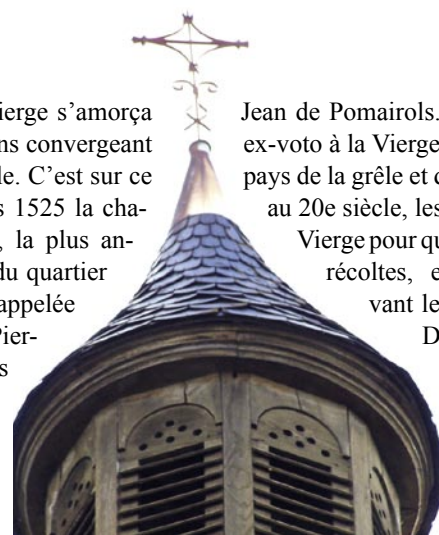 ierge s’amorça
ns convergeant
le. C’est sur ce
s 1525 la cha-
, la plus an-
du quartier
appelée
Pier-
s
Jean de Pomairols.
ex-voto à la Vierge
pays de la grêle et d
au 20e siècle, les
Vierge pour qu
récoltes, e
vant le
D